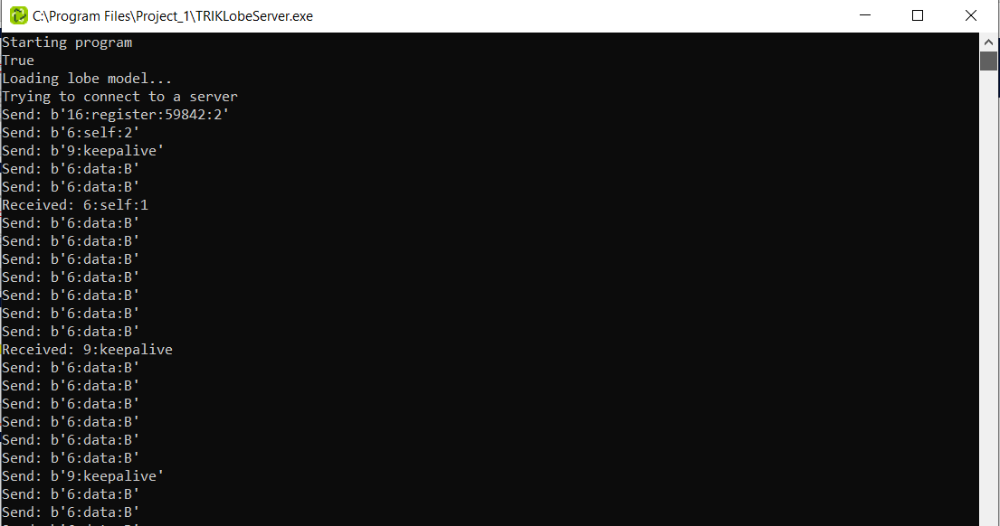 C:\Program Files\Project_1\TRIKLobeServer.exe
Starting program
True
Loading lobe model...
Trying to connect to a server
Send: b'16:register:59842:2'
Send: b'6:self:2'
Send: b'9:keepalive'
Send: b'6:data:B'
Send: b'6:data:B'
Received: 6:self:1
Send: b'6:data:B'
Send: b'6:data:B'
Send: b'6:data:B'
Send: b'6:data:B'
Send: b'6:data:B'
Send: b'6:data:B'
Send: b'6:data:B'
Received: 9:keepalive
Send: b'6:data:B'
Send: b'6:data:B'
Send: b'6:data:B'
Send: b'6:data:B'
Send: b'6:data:B'
Send: b'6:data:B'
Send: b'9:keepalive'
Send: b'6:data:B'
Send: b'6:data:B'